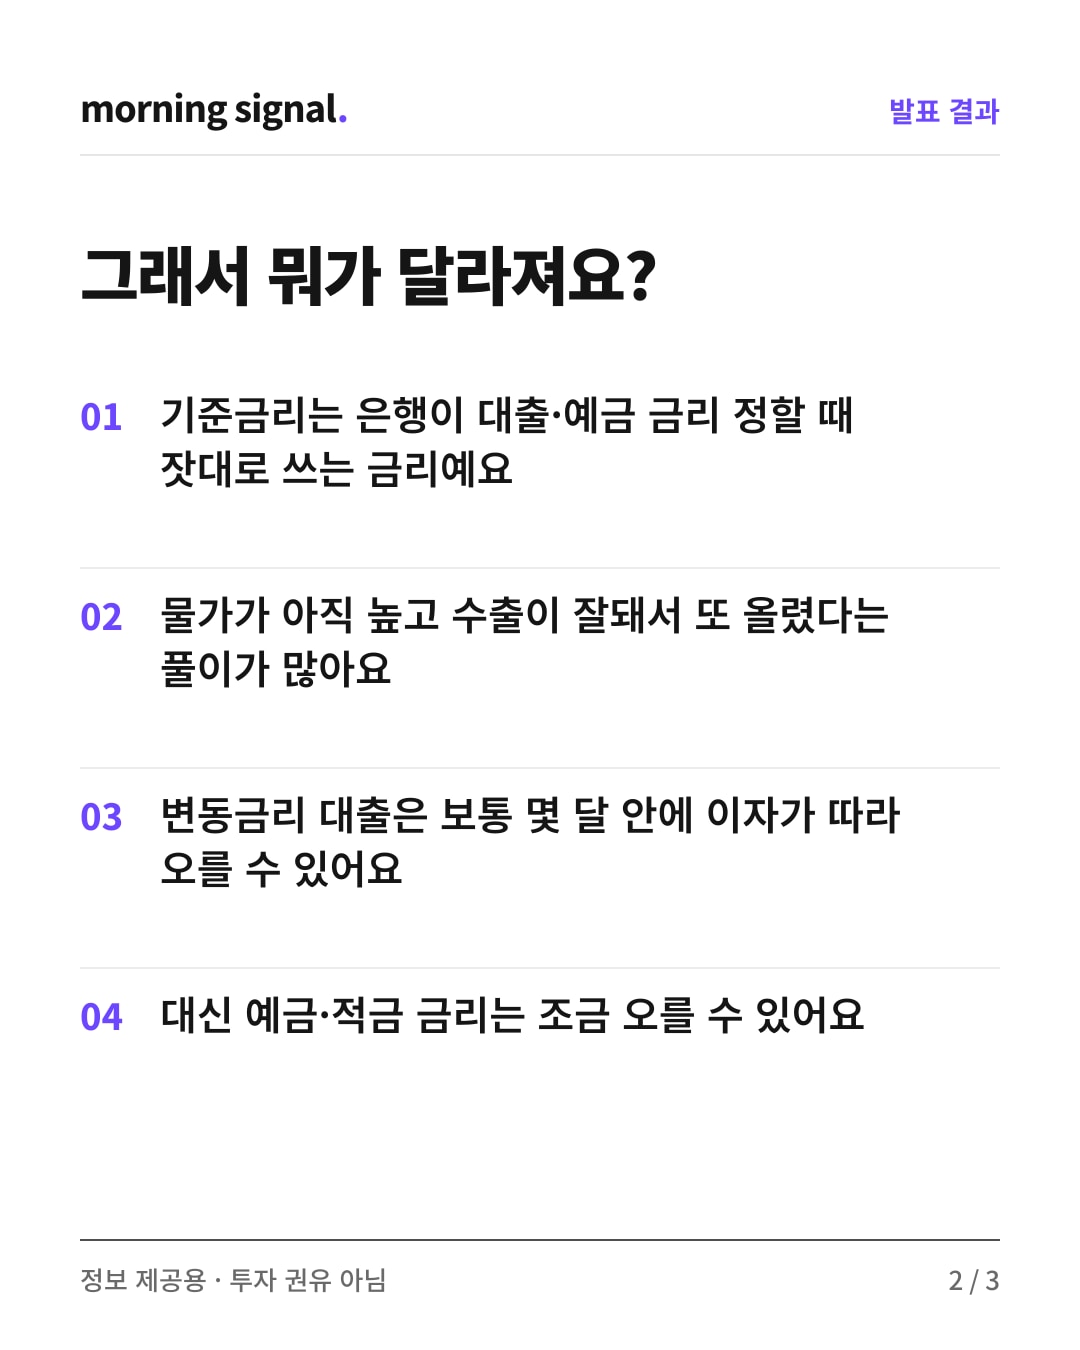 morning signal.
발표 결과
그래서 뭐가 달라져요?
01 기준금리는 은행이 대출·예금 금리 정할 때
잣대로 쓰는 금리예요
02 물가가 아직 높고 수출이 잘돼서 또 올렸다는
풀이가 많아요
03 변동금리 대출은 보통 몇 달 안에 이자가 따라
오를 수 있어요
04 대신 예금·적금 금리는 조금 오를 수 있어요
정보 제공용 · 투자 권유 아님
2 / 3